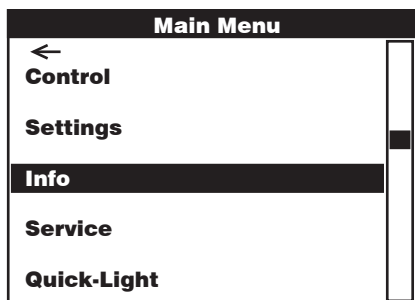 Main Menu
←
Control
Settings
Info
Service
Quick-Light